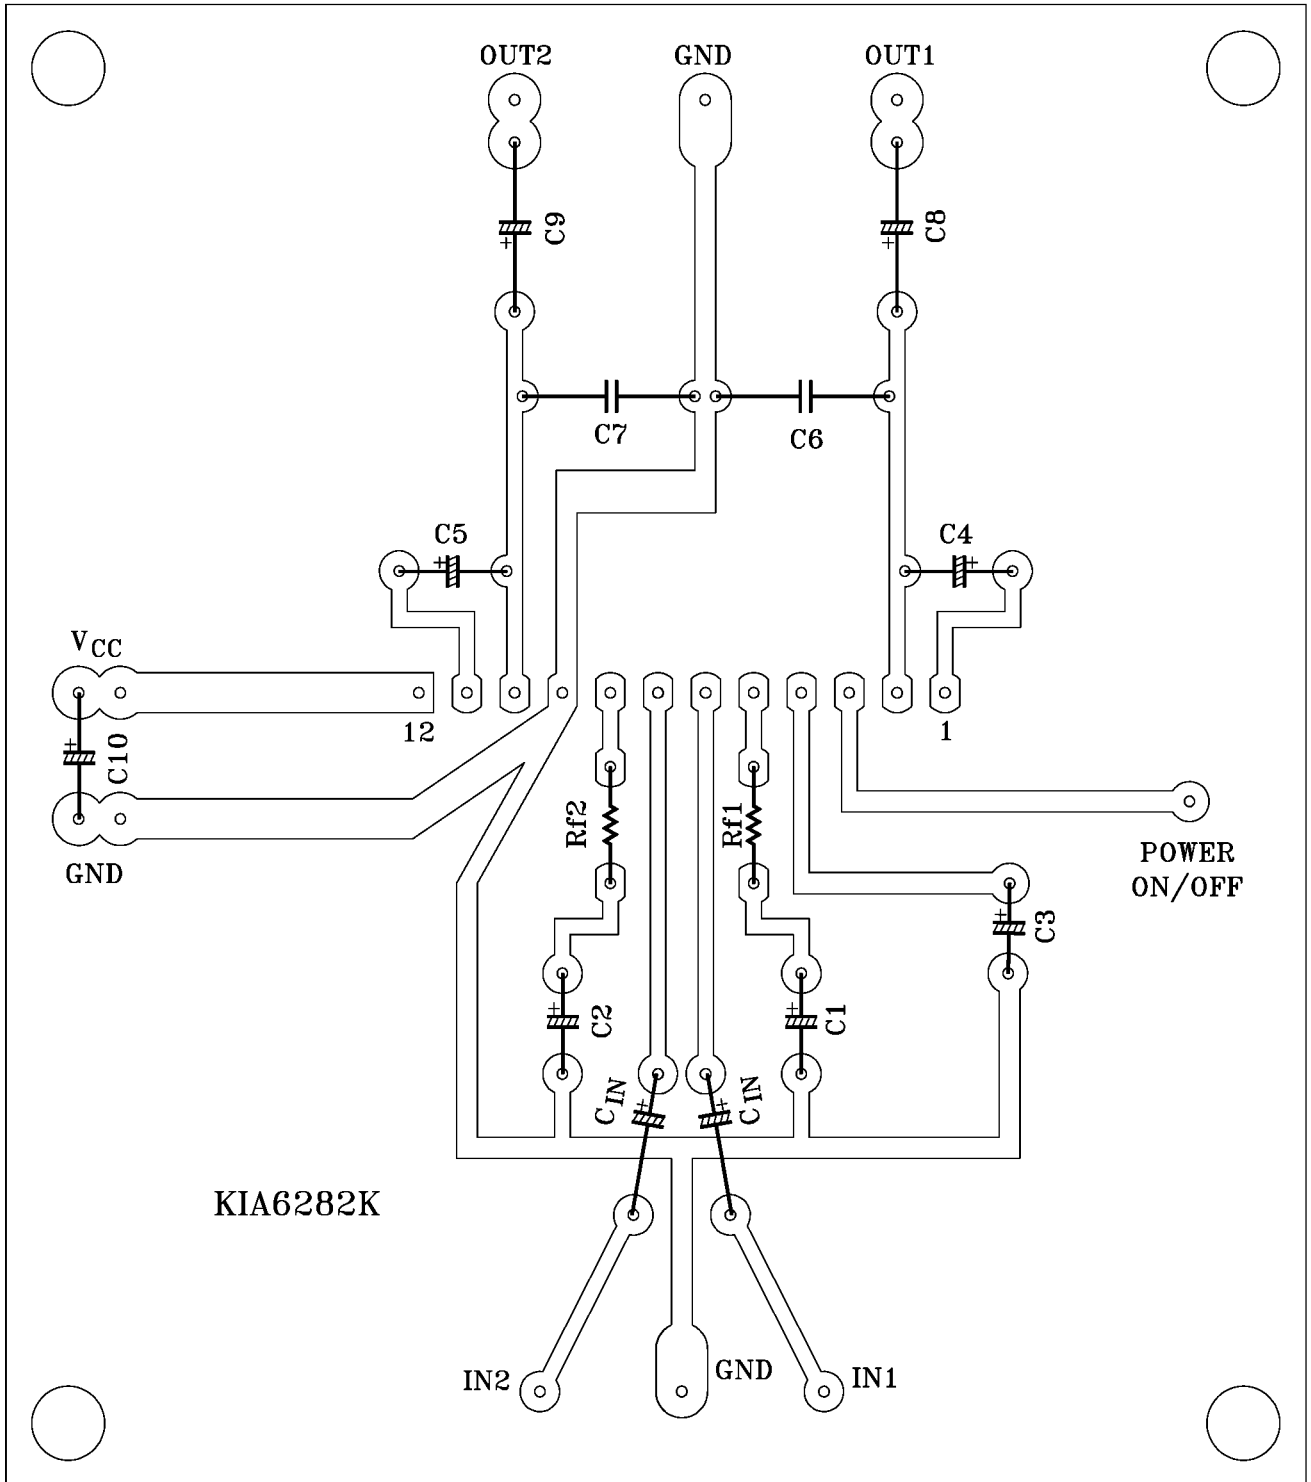 OUT2
GND
OUT1
C9
C8
C7
C6
C5
C4
VCC
12
1
C10
Rf2
Rf1
GND
POWER
ON/OFF
C3
C2
C1
CIN
CIN
KIA6282K
IN2
GND
IN1